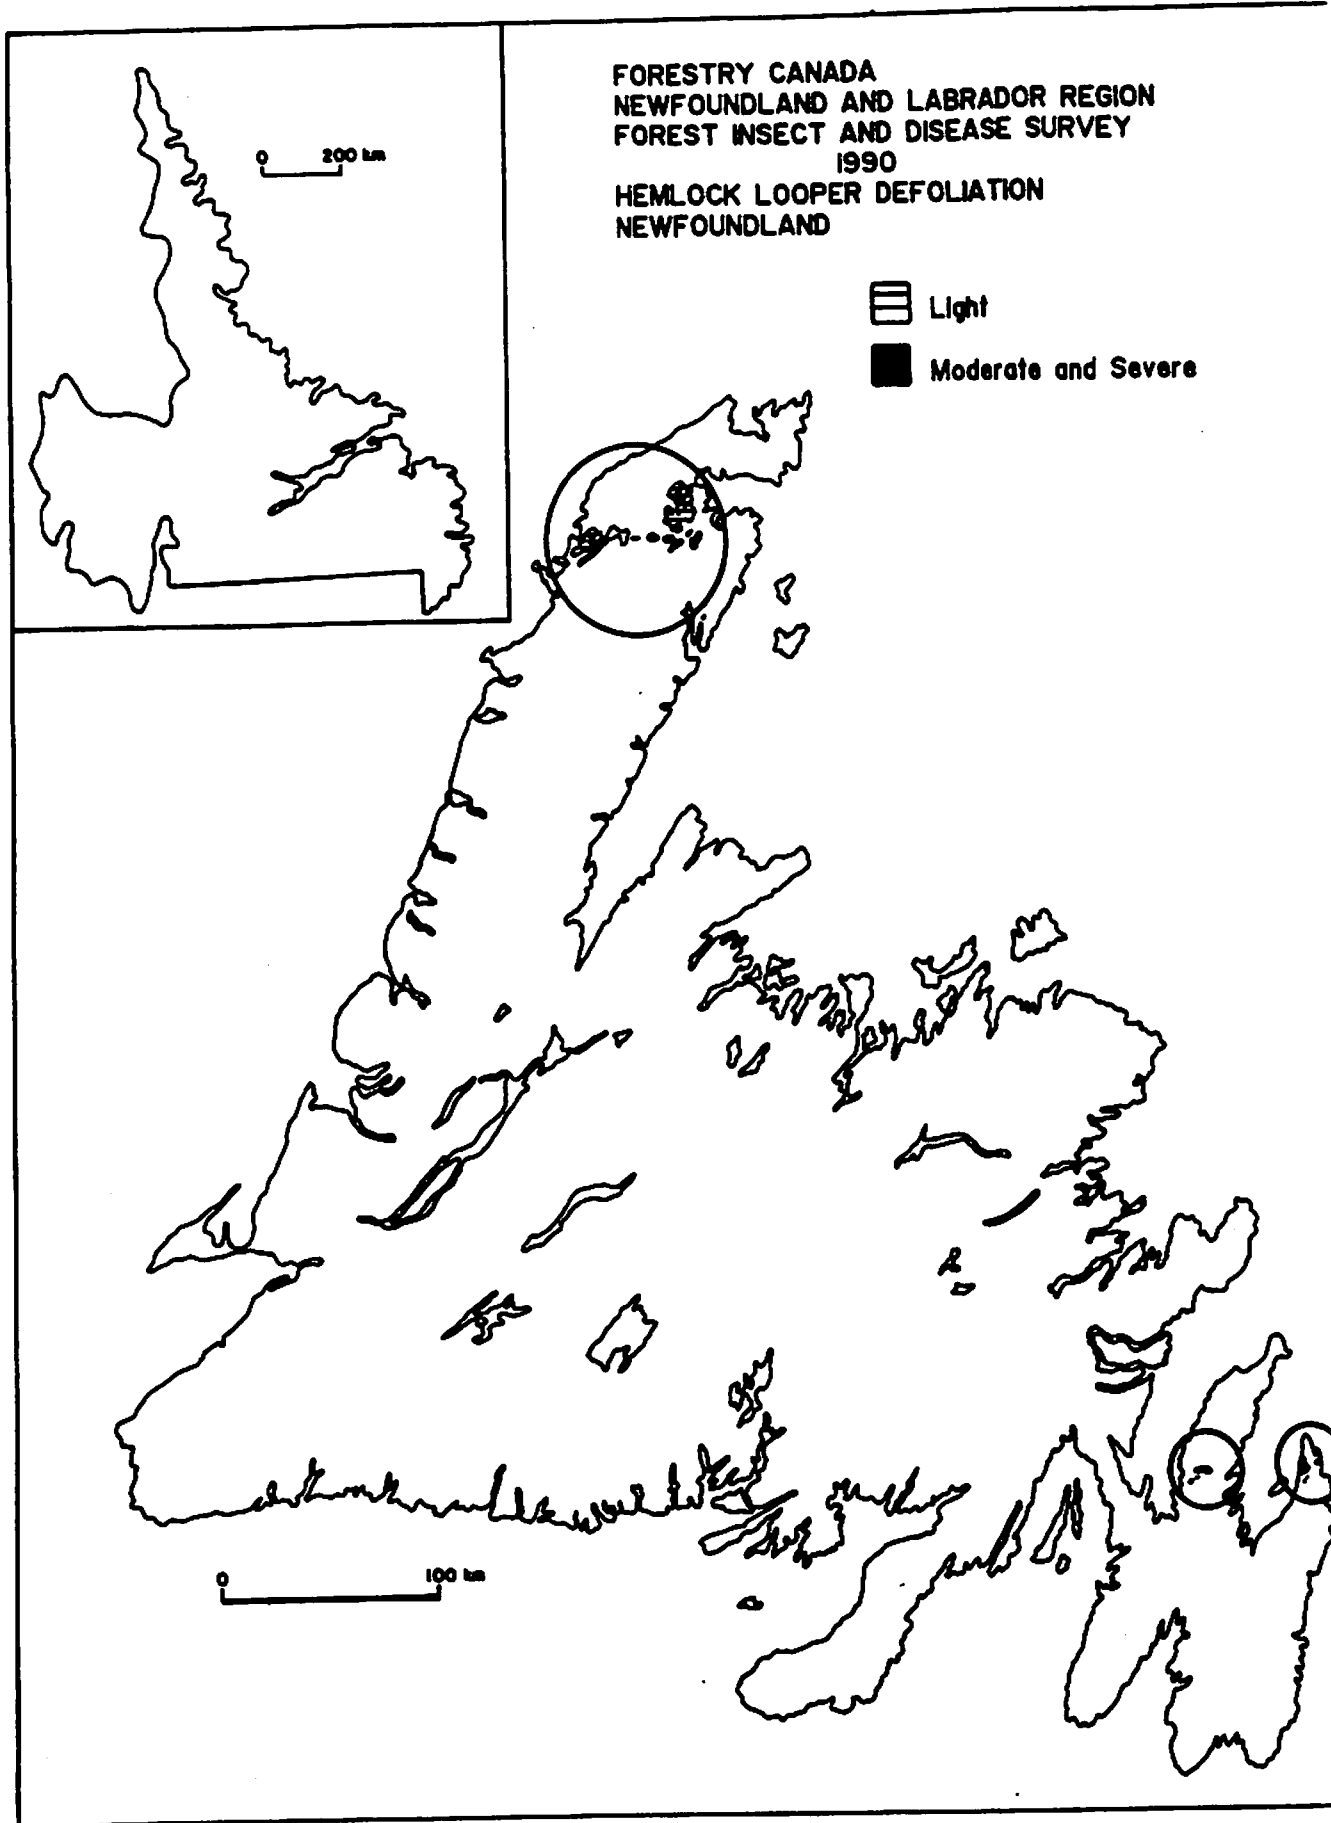 FORESTRY CANADA
NEWFOUNDLAND AND LABRADOR REGION
FOREST INSECT AND DISEASE SURVEY
1990
HEMLOCK LOOPER DEFOLIATION
NEWFOUNDLAND
0 200 km
Light
Moderate and Severe
0 100 km